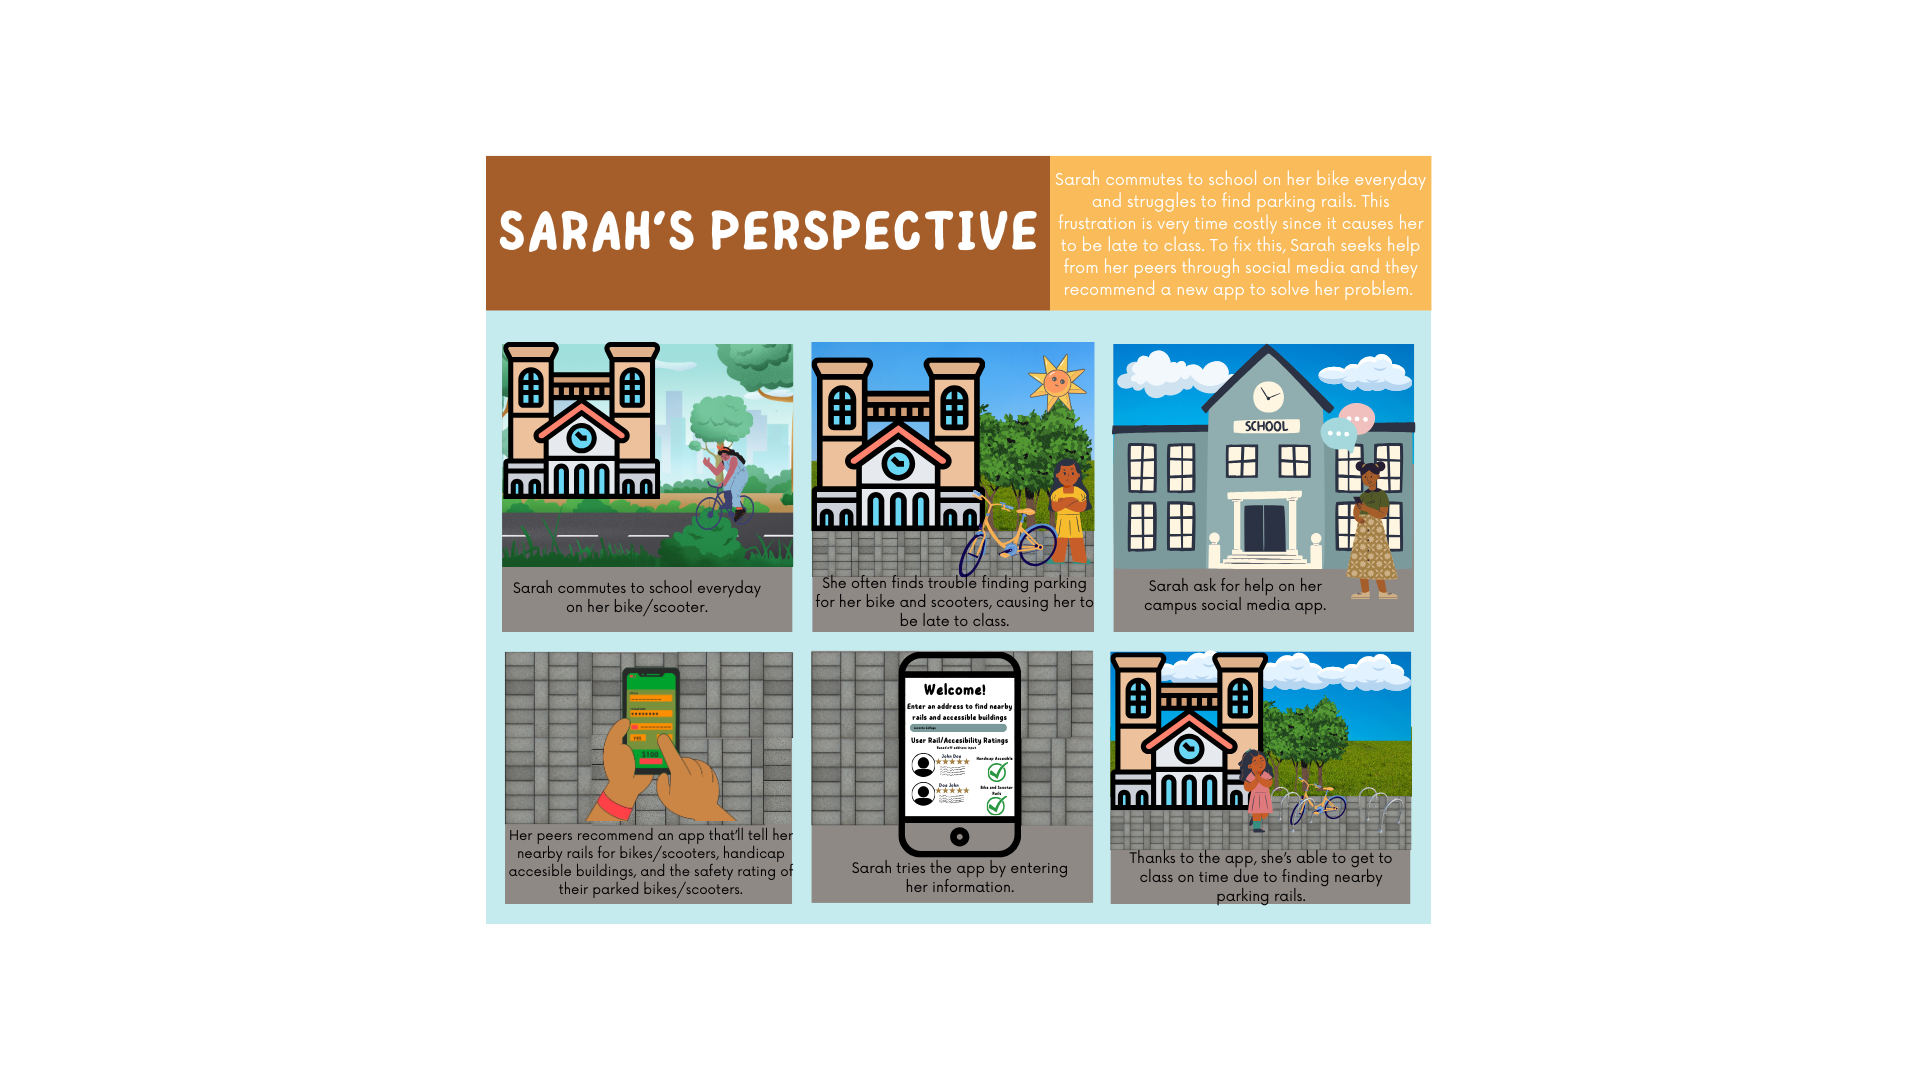 SARAH'S PERSPECTIVE
Sarah commutes to school on her bike everyday
and struggles to find parking rails. This
frustration is very time costly since it causes her
to be late to class. To fix this, Sarah seeks help
from her peers through social media and they
recommend a new app to solve her problem.
Sarah commutes to school everyday
on her bike/scooter.
She often finds trouble finding parking
for her bike and scooters, causing her to
be late to class.
SCHOOL
Sarah ask for help on her
campus social media app.
YES
$100
Her peers recommend an app that'll tell her
nearby rails for bikes/scooters, handicap
accesible buildings, and the safety rating of
their parked bikes/scooters.
Welcome!
Enter an address to find nearby
rails and accessible buildings
User Rail/Accesibility Ratings
Based off address input
John Doe
Handicap Accesible
Doe John
Bike and Scooter
Rails
Sarah tries the app by entering
her information.
Thanks to the app, she's able to get to
class on time due to finding nearby
parking rails.